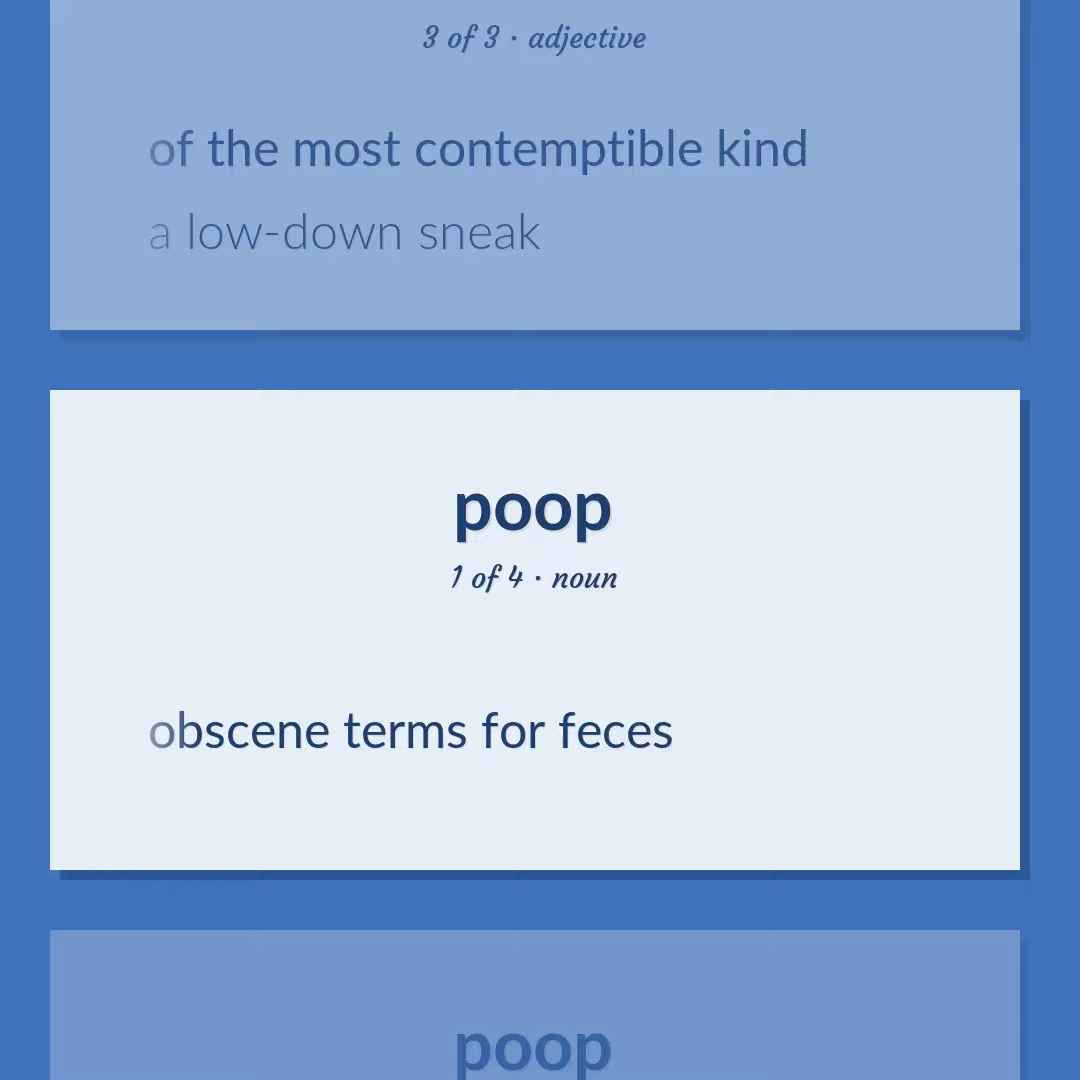 3 of 3 · adjective
of the most contemptible kind
a low-down sneak
poop
1 of 4 · noun
obscene terms for feces
poop